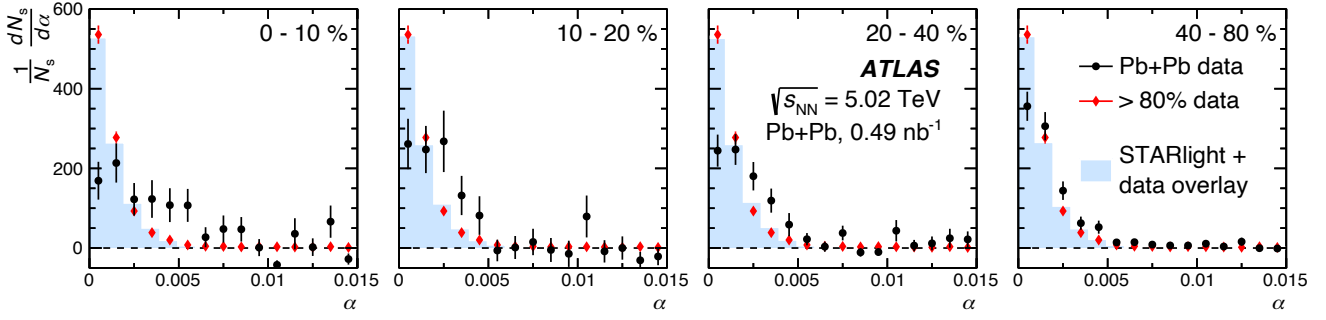 1/Nₛ dNₛ/dα
600
400
200
0
0 - 10 %
0 0.005 0.01 0.015
α
10 - 20 %
0 0.005 0.01 0.015
α
20 - 40 %
ATLAS
√sNN = 5.02 TeV
Pb+Pb, 0.49 nb⁻¹
0 0.005 0.01 0.015
α
40 - 80 %
Pb+Pb data
> 80% data
STARlight +
data overlay
0 0.005 0.01 0.015
α